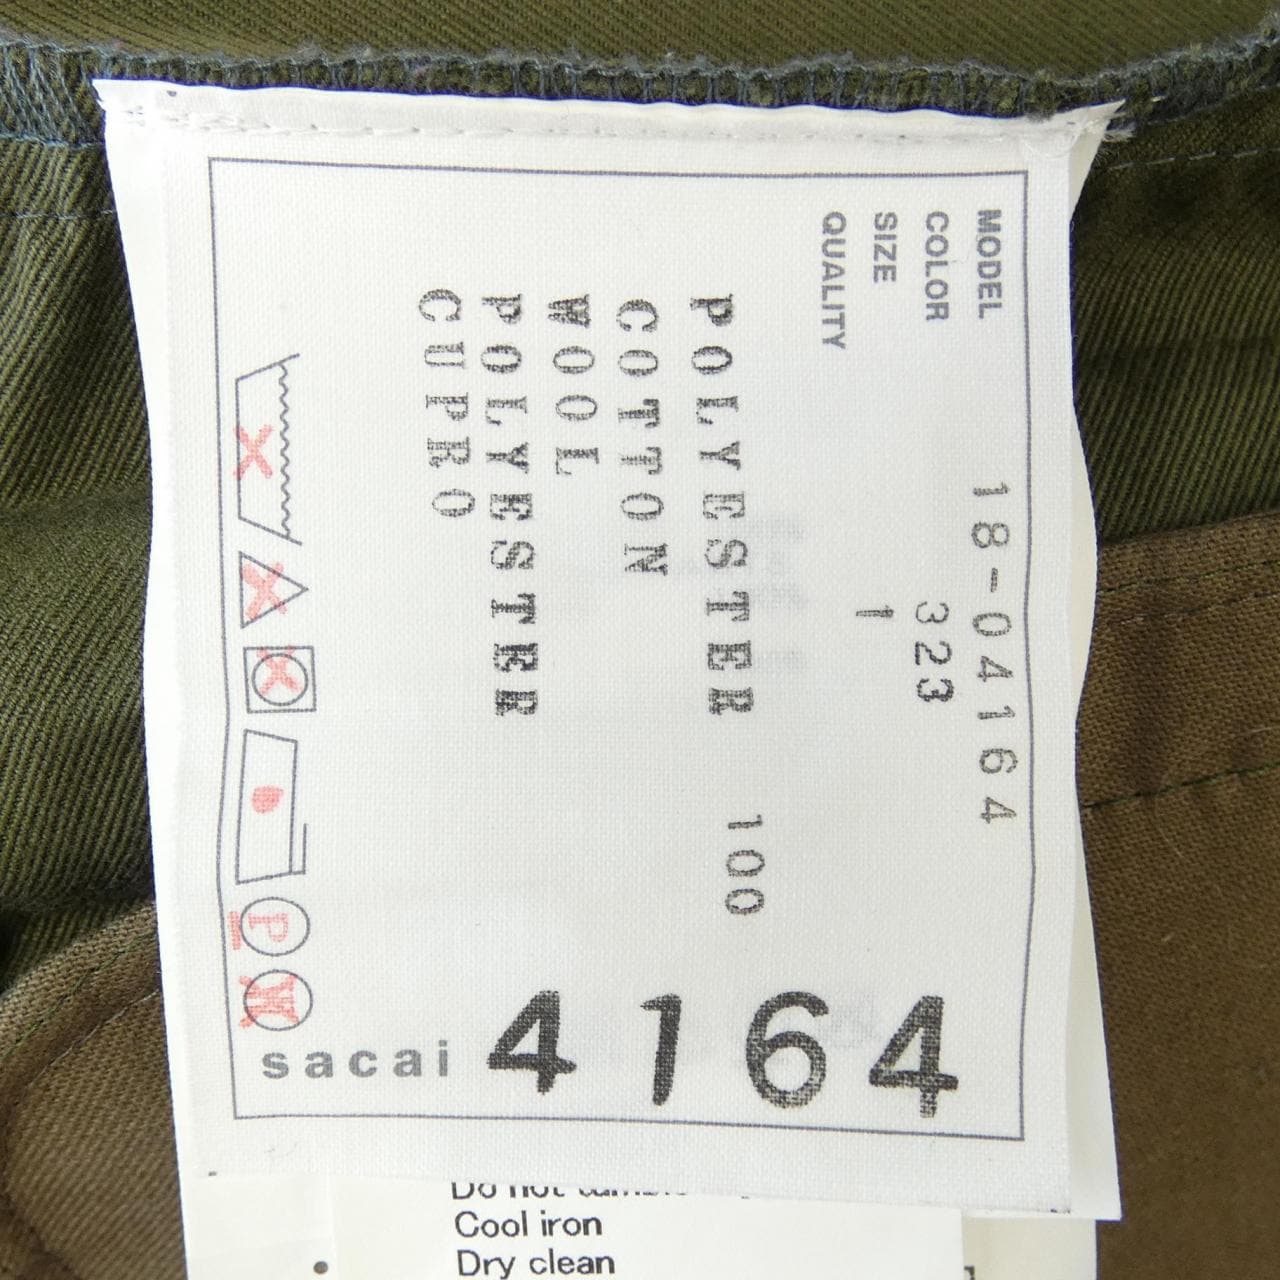 MODEL 18-04164
COLOR 323
SIZE 1
QUALITY
POLYESTER 100
COTTON
WOOL
POLYESTER
CUPRO
P
sacai 4164
Cool iron
Dry clean